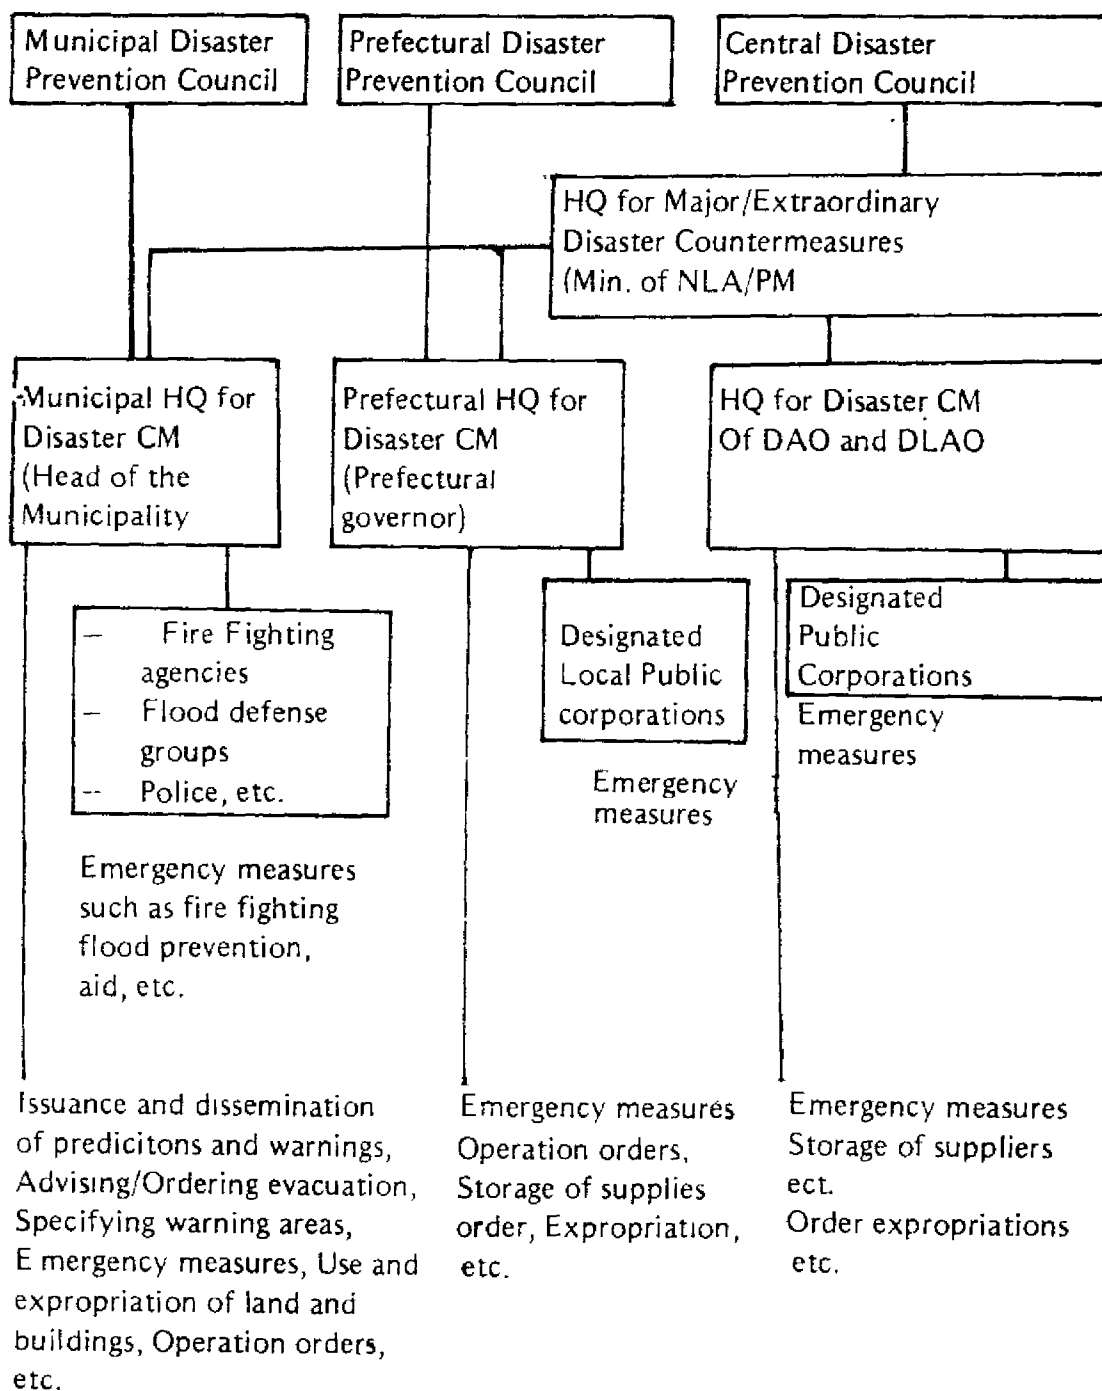 Municipal Disaster
Prevention Council
Prefectural Disaster
Prevention Council
Central Disaster
Prevention Council
HQ for Major/Extraordinary
Disaster Countermeasures
(Min. of NLA/PM
Municipal HQ for
Disaster CM
(Head of the
Municipality
Prefectural HQ for
Disaster CM
(Prefectural
governor)
HQ for Disaster CM
Of DAO and DLAO
— Fire Fighting
agencies
— Flood defense
groups
— Police, etc.
Designated
Local Public
corporations
Designated
Public
Corporations
Emergency
measures
Emergency
measures
Emergency measures
such as fire fighting
flood prevention,
aid, etc.
Issuance and dissemination
of predicitons and warnings,
Advising/Ordering evacuation,
Specifying warning areas,
E mergency measures, Use and
expropriation of land and
buildings, Operation orders,
etc.
Emergency measures
Operation orders,
Storage of supplies
order, Expropriation,
etc.
Emergency measures
Storage of suppliers
ect.
Order expropriations
etc.